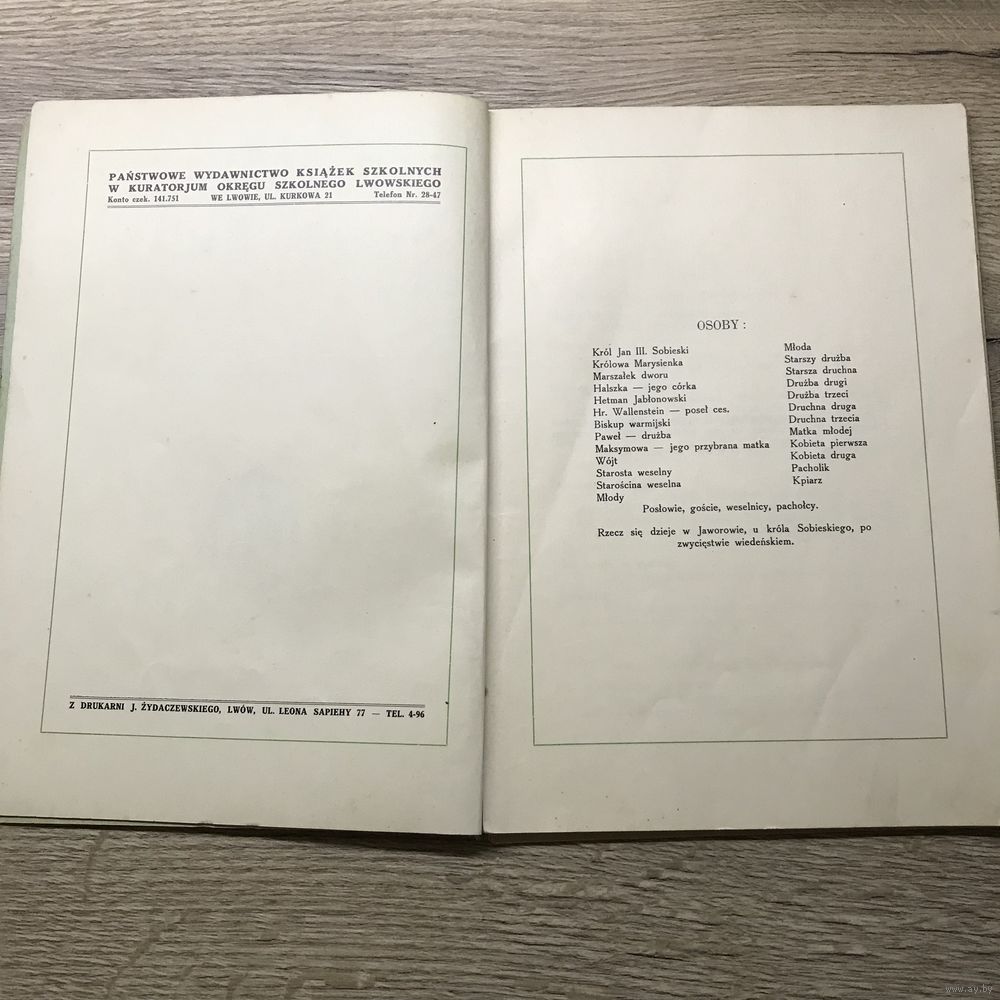 PAŃSTWOWE WYDAWNICTWO KSIĄŻEK SZKOLNYCH
W KURATORJUM OKRĘGU SZKOLNEGO LWOWSKIEGO
Konto czek. 141.751 WE LWOWIE, UL. KURKOWA 21 Telefon Nr. 28-47
Z DRUKARNI J. ŻYDACZEWSKIEGO, LWÓW, UL. LEONA SAPIEHY 77 — TEL. 4-96
OSOBY:
Król Jan III. Sobieski
Królowa Marysienka
Marszałek dworu
Halszka — jego córka
Hetman Jabłonowski
Hr. Wallenstein — poseł ces.
Biskup warmijski
Paweł — drużba
Maksymowa — jego przybrana matka
Wójt
Starosta weselny
Starościna weselna
Młody
Młoda
Starszy drużba
Starsza druchna
Drużba drugi
Drużba trzeci
Druchna druga
Druchna trzecia
Matka młodej
Kobieta pierwsza
Kobieta druga
Pacholik
Kpiarz
Posłowie, goście, weselnicy, pachołcy.
Rzecz się dzieje w Jaworowie, u króla Sobieskiego, po
zwycięstwie wiedeńskiem.
www.ay.by